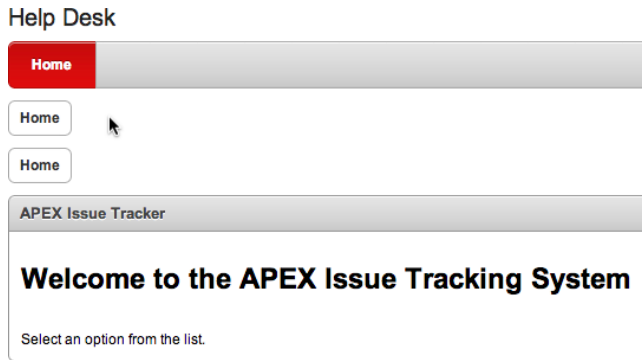 Help Desk
Home
Home
Home
APEX Issue Tracker
Welcome to the APEX Issue Tracking System
Select an option from the list.